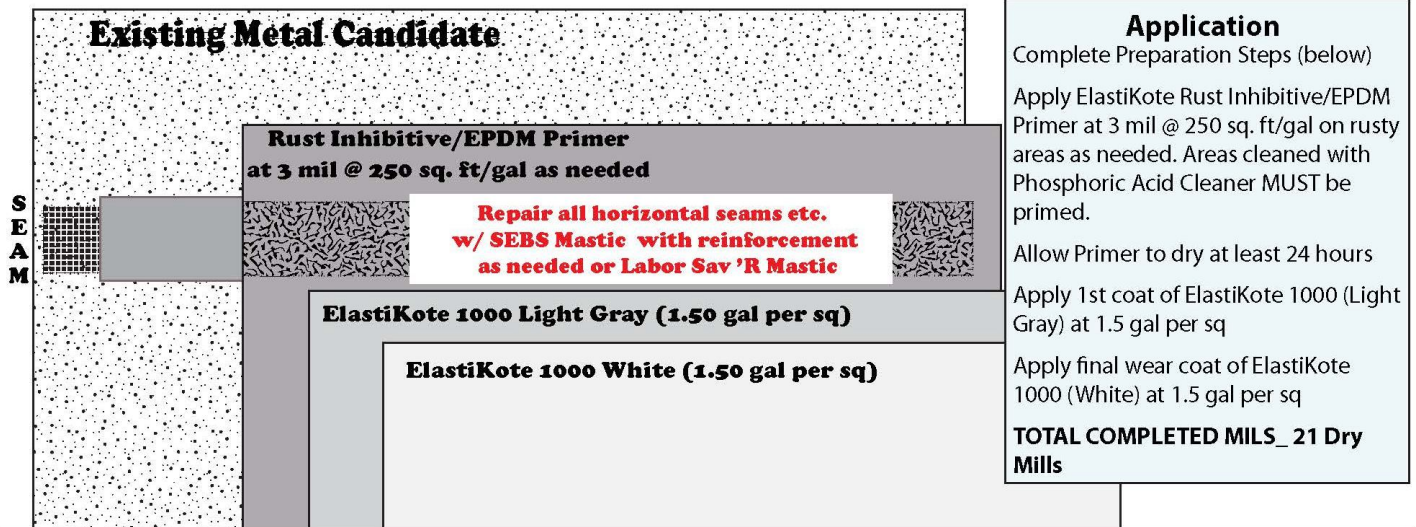 Existing Metal Candidate
Rust Inhibitive/EPDM Primer
at 3 mil @ 250 sq. ft/gal as needed
SEAM
Repair all horizontal seams etc.
w/ SEBS Mastic with reinforcement
as needed or Labor Sav 'R Mastic
ElastiKote 1000 Light Gray (1.50 gal per sq)
ElastiKote 1000 White (1.50 gal per sq)
Application
Complete Preparation Steps (below)
Apply ElastiKote Rust Inhibitive/EPDM
Primer at 3 mil @ 250 sq. ft/gal on rusty
areas as needed. Areas cleaned with
Phosphoric Acid Cleaner MUST be
primed.
Allow Primer to dry at least 24 hours
Apply 1st coat of ElastiKote 1000 (Light
Gray) at 1.5 gal per sq
Apply final wear coat of ElastiKote
1000 (White) at 1.5 gal per sq
TOTAL COMPLETED MILS_ 21 Dry
Mills